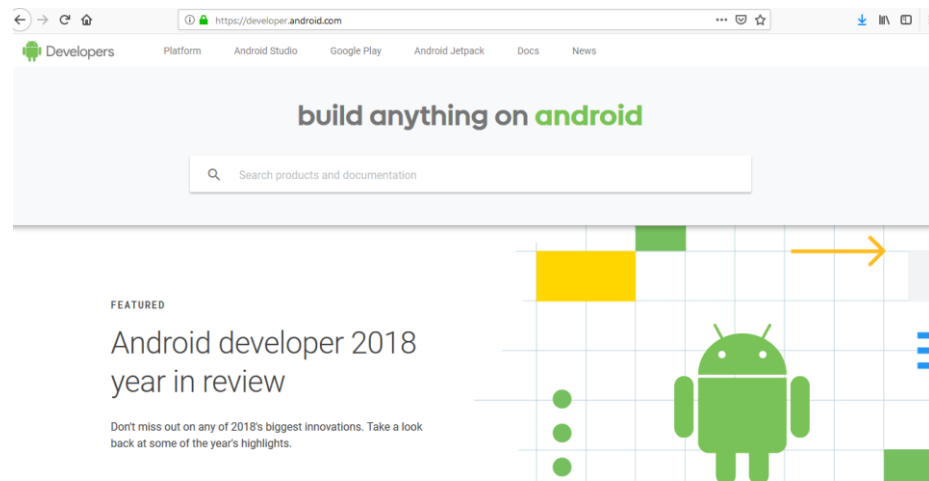 https://developer.android.com
Developers Platform Android Studio Google Play Android Jetpack Docs News
build anything on android
Search products and documentation
FEATURED
Android developer 2018
year in review
Don't miss out on any of 2018's biggest innovations. Take a look
back at some of the year's highlights.